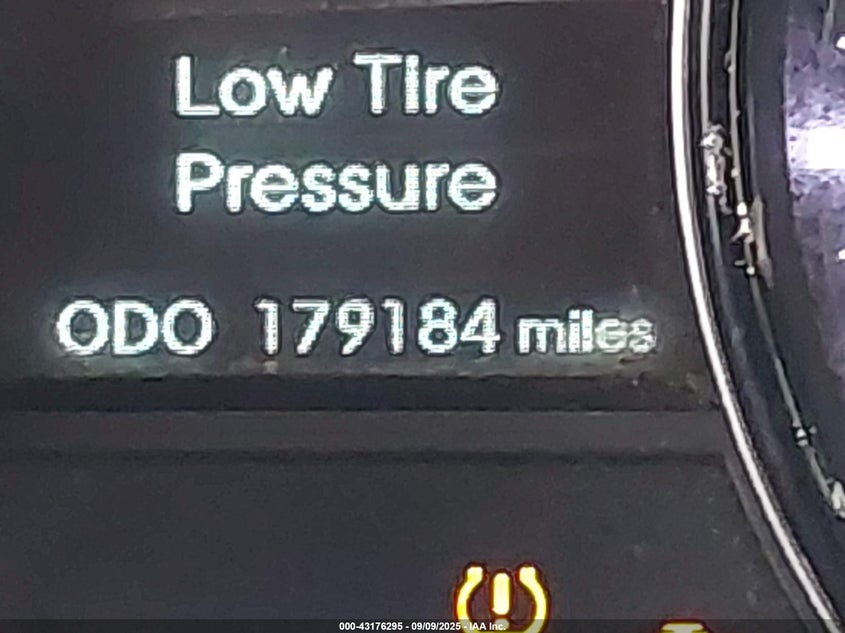 Low Tire
Pressure
ODO 179184 miles
000-43176295 - 09/09/2025 - IAA Inc.